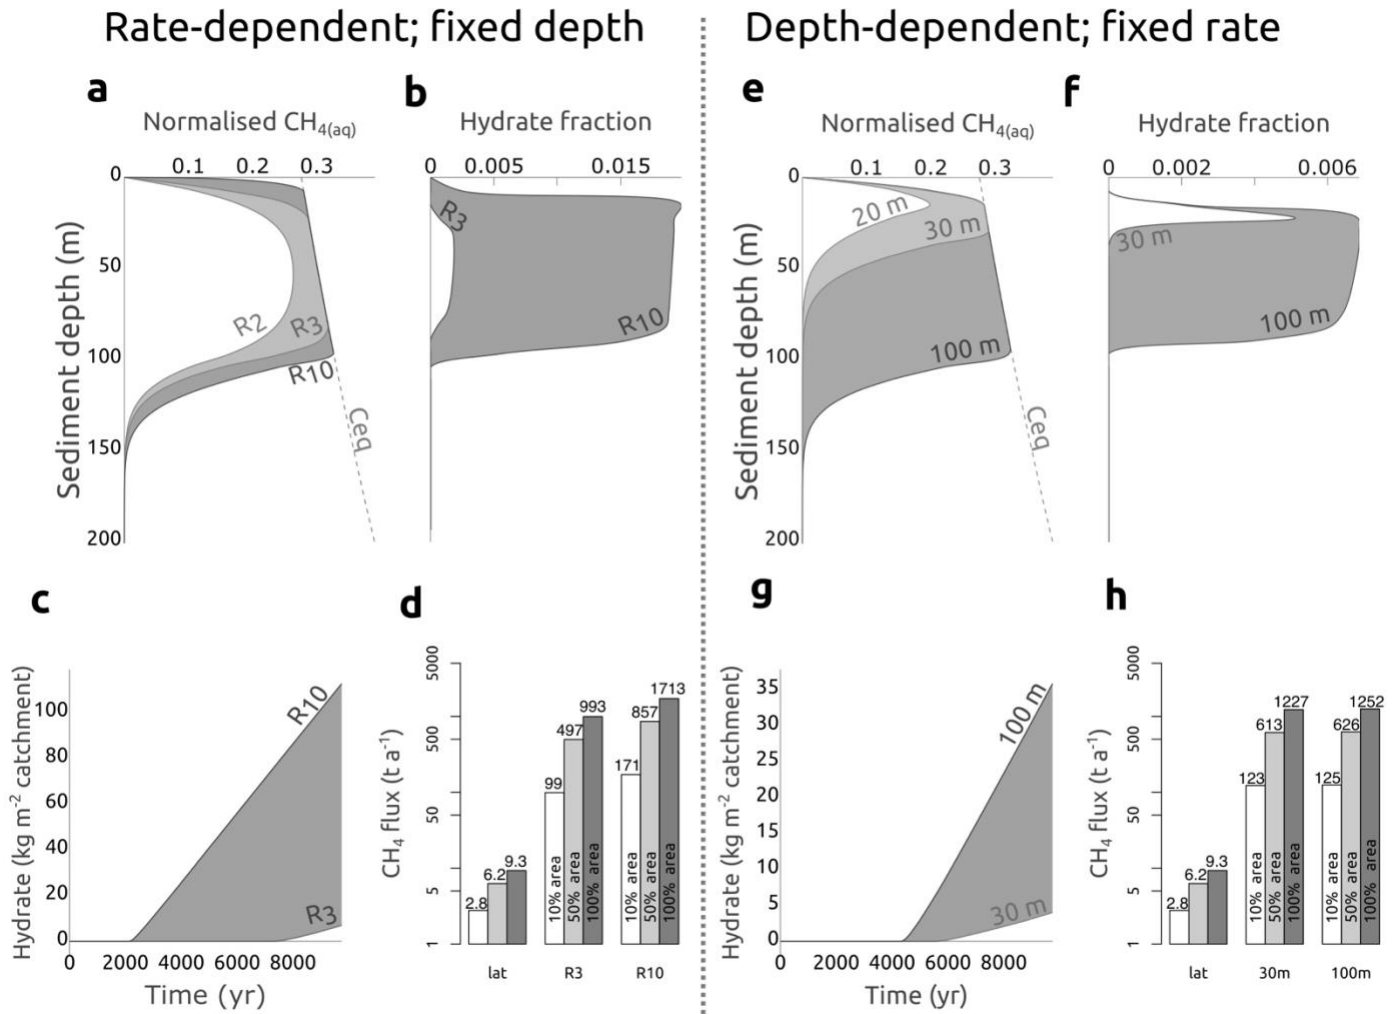 Rate-dependent; fixed depth
Depth-dependent; fixed rate
a
Normalised CH4(aq)
0.1 0.2 0.3
0
50
100
150
200
Sediment depth (m)
R2
R3
R10
Ceq
b
Hydrate fraction
0 0.005 0.015
R3
R10
c
Hydrate (kg m-2 catchment)
100
80
60
40
20
0
R10
R3
0 2000 4000 6000 8000
Time (yr)
d
CH4 flux (t a-1)
5000
500
50
5
1
2.8
6.2
9.3
99
497
993
171
857
1713
10% area
50% area
100% area
10% area
50% area
100% area
lat R3 R10
e
Normalised CH4(aq)
0.1 0.2 0.3
0
50
100
150
200
Sediment depth (m)
20 m
30 m
100 m
Ceq
f
Hydrate fraction
0 0.002 0.006
30 m
100 m
g
Hydrate (kg m-2 catchment)
35
30
25
20
15
10
5
0
100 m
30 m
0 2000 4000 6000 8000
Time (yr)
h
CH4 flux (t a-1)
5000
500
50
5
1
2.8
6.2
9.3
123
613
1227
125
626
1252
10% area
50% area
100% area
10% area
50% area
100% area
lat 30m 100m